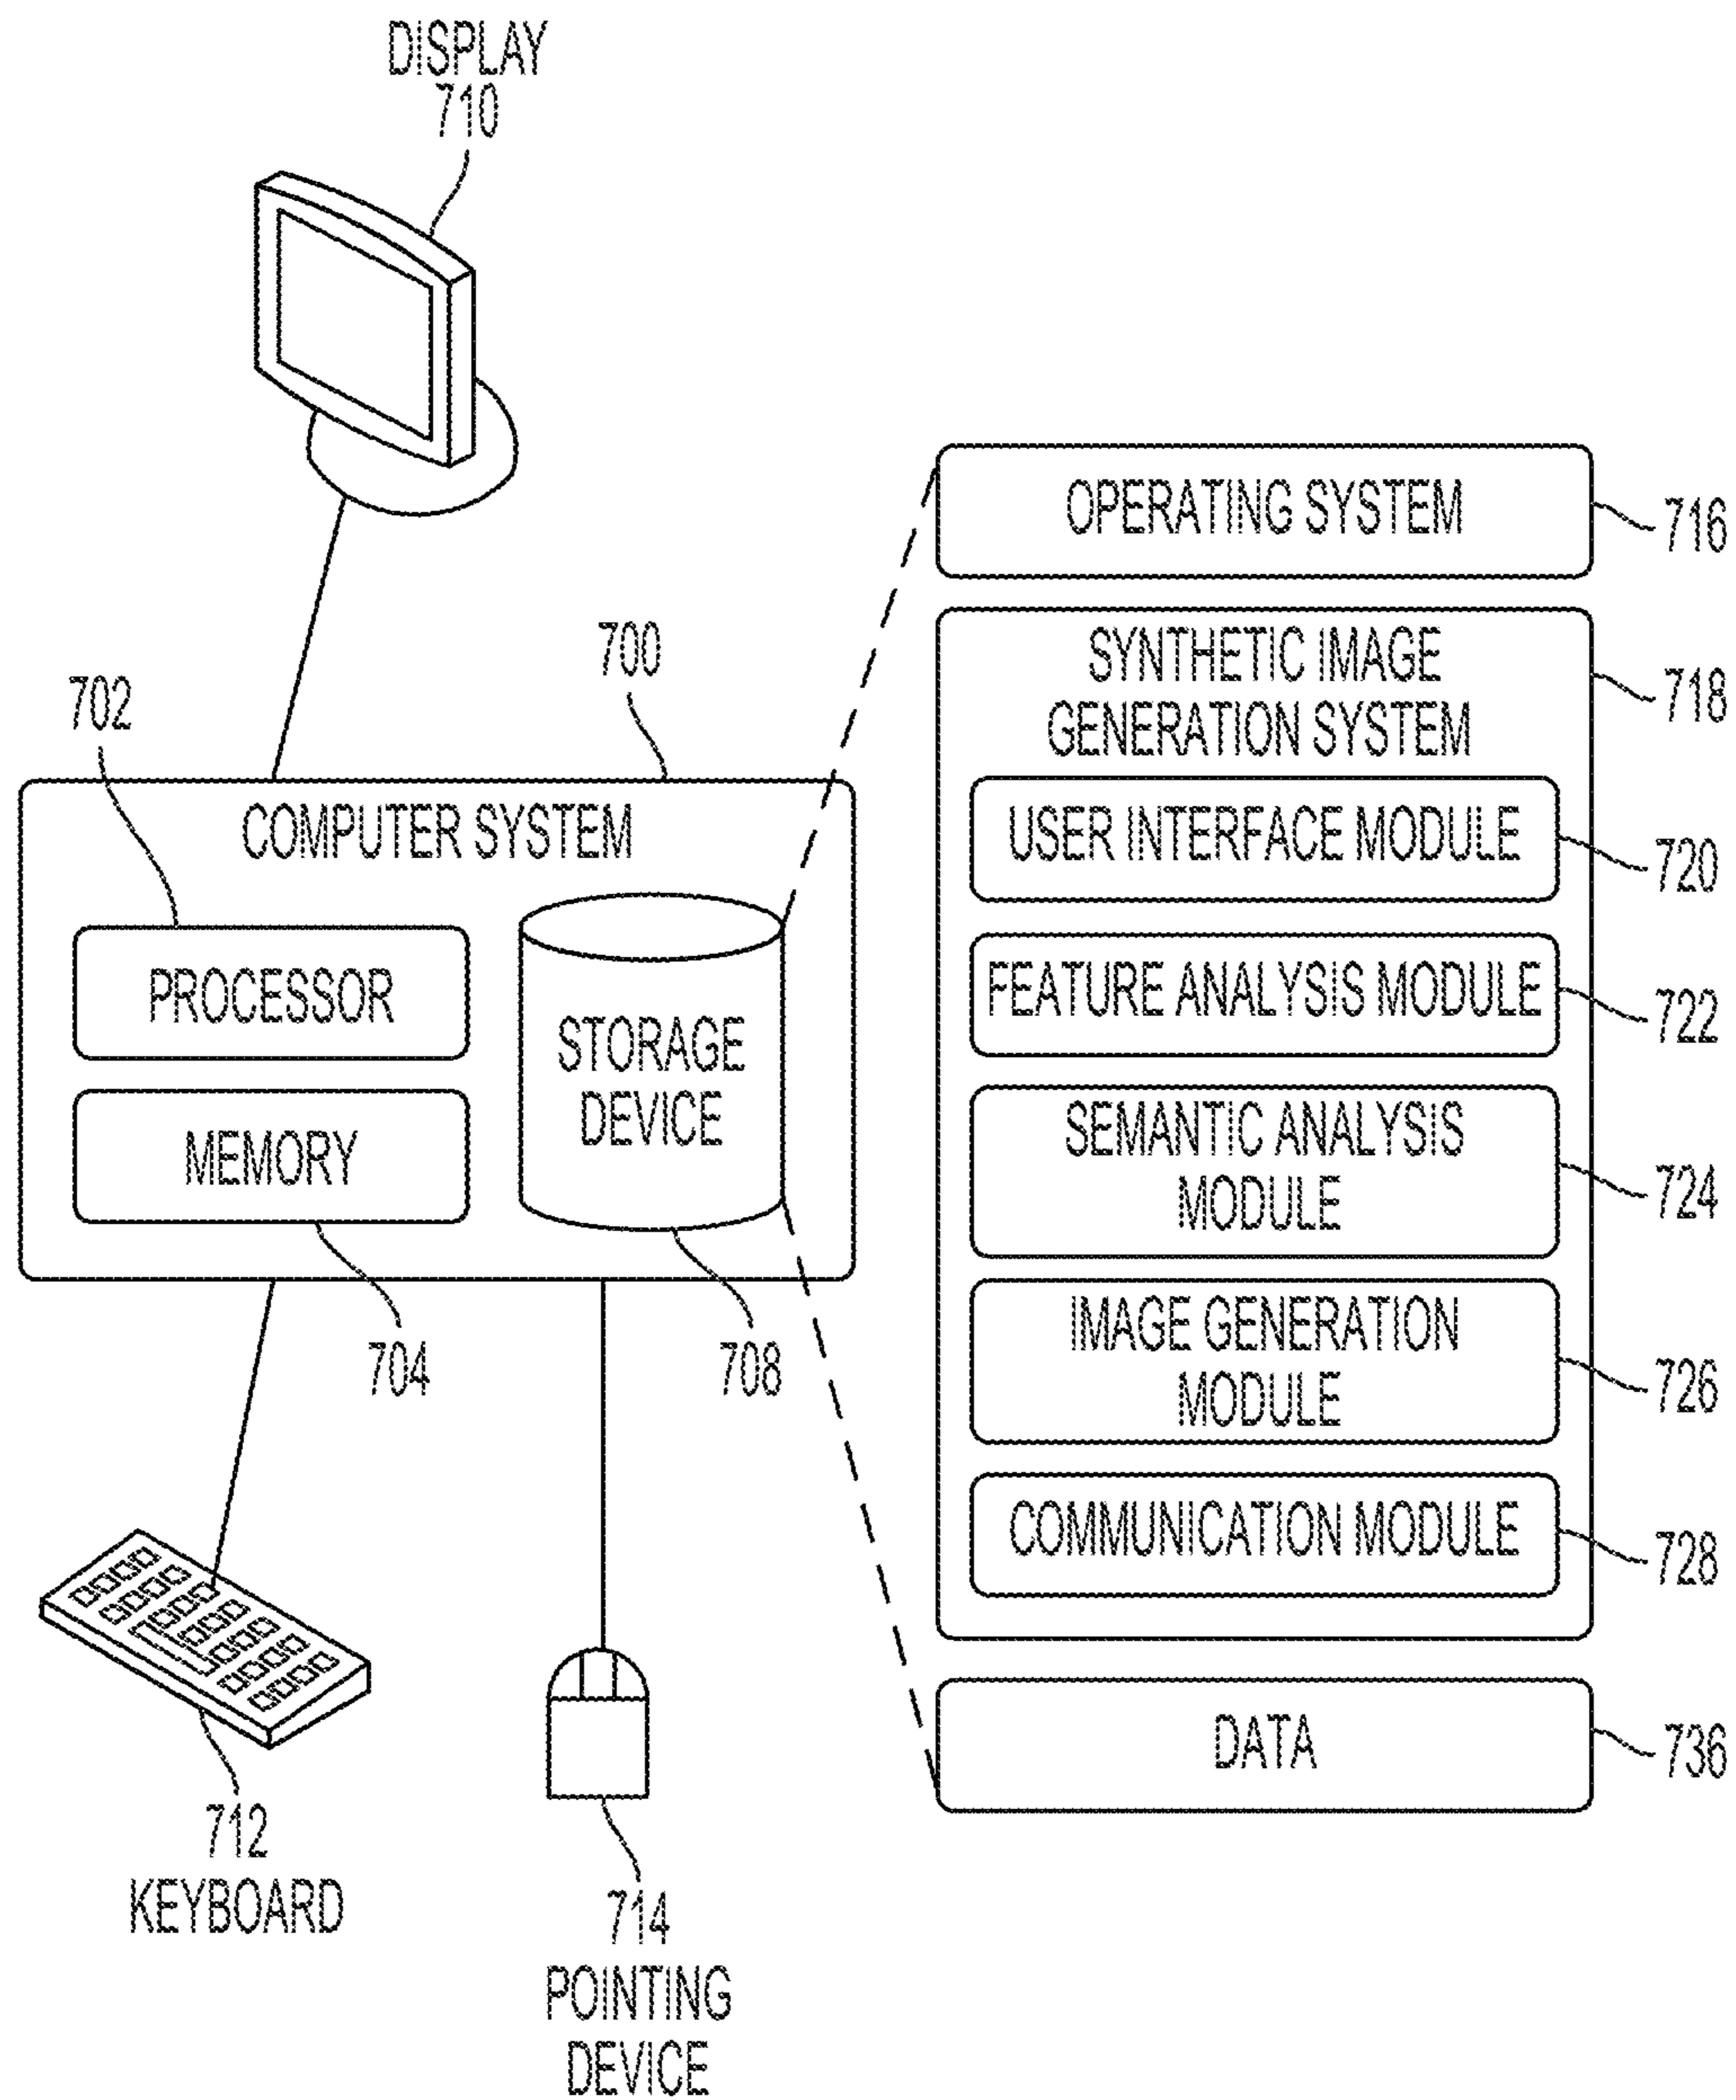 DISPLAY
710
700
702
COMPUTER SYSTEM
PROCESSOR
MEMORY
STORAGE
DEVICE
704
708
712
KEYBOARD
714
POINTING
DEVICE
OPERATING SYSTEM
716
SYNTHETIC IMAGE
GENERATION SYSTEM
718
USER INTERFACE MODULE
720
FEATURE ANALYSIS MODULE
722
SEMANTIC ANALYSIS
MODULE
724
IMAGE GENERATION
MODULE
726
COMMUNICATION MODULE
728
DATA
736